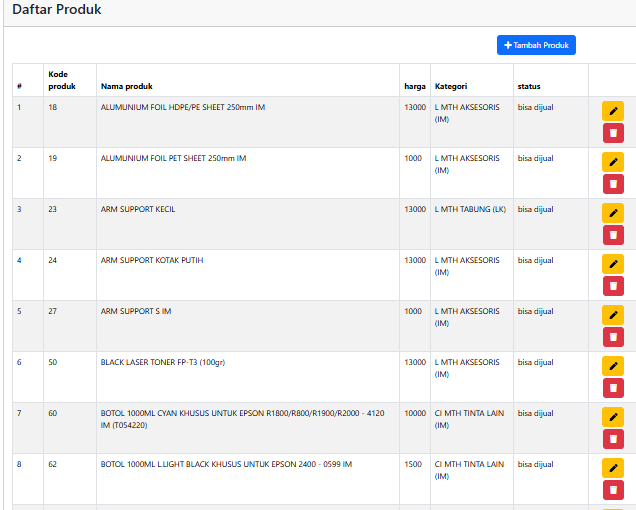 Daftar Produk
+ Tambah Produk
# Kode produk Nama produk harga Kategori status
1 18 ALUMUNIUM FOIL HDPE/PE SHEET 250mm IM 13000 L MTH AKSESORIS (IM) bisa dijual
2 19 ALUMUNIUM FOIL PET SHEET 250mm IM 1000 L MTH AKSESORIS (IM) bisa dijual
3 23 ARM SUPPORT KECIL 13000 L MTH TABUNG (LK) bisa dijual
4 24 ARM SUPPORT KOTAK PUTIH 13000 L MTH AKSESORIS (IM) bisa dijual
5 27 ARM SUPPORT S IM 1000 L MTH AKSESORIS (IM) bisa dijual
6 50 BLACK LASER TONER FP-T3 (100gr) 13000 L MTH AKSESORIS (IM) bisa dijual
7 60 BOTOL 1000ML CYAN KHUSUS UNTUK EPSON R1800/R800/R1900/R2000 - 4120 IM (T054220) 10000 CI MTH TINTA LAIN (IM) bisa dijual
8 62 BOTOL 1000ML L.LIGHT BLACK KHUSUS UNTUK EPSON 2400 - 0599 IM 1500 CI MTH TINTA LAIN (IM) bisa dijual